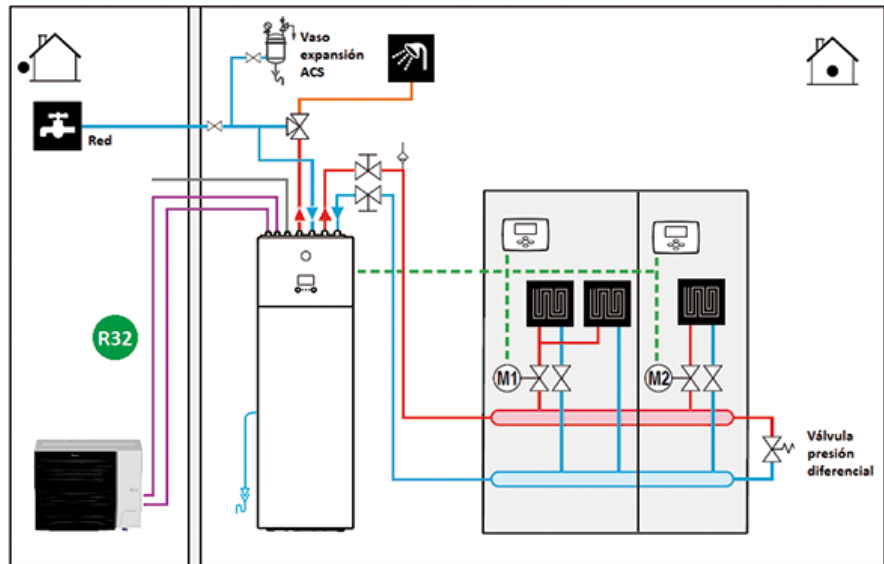 Vaso
expansión
ACS
Red
R32
M1
M2
Válvula
presión
diferencial